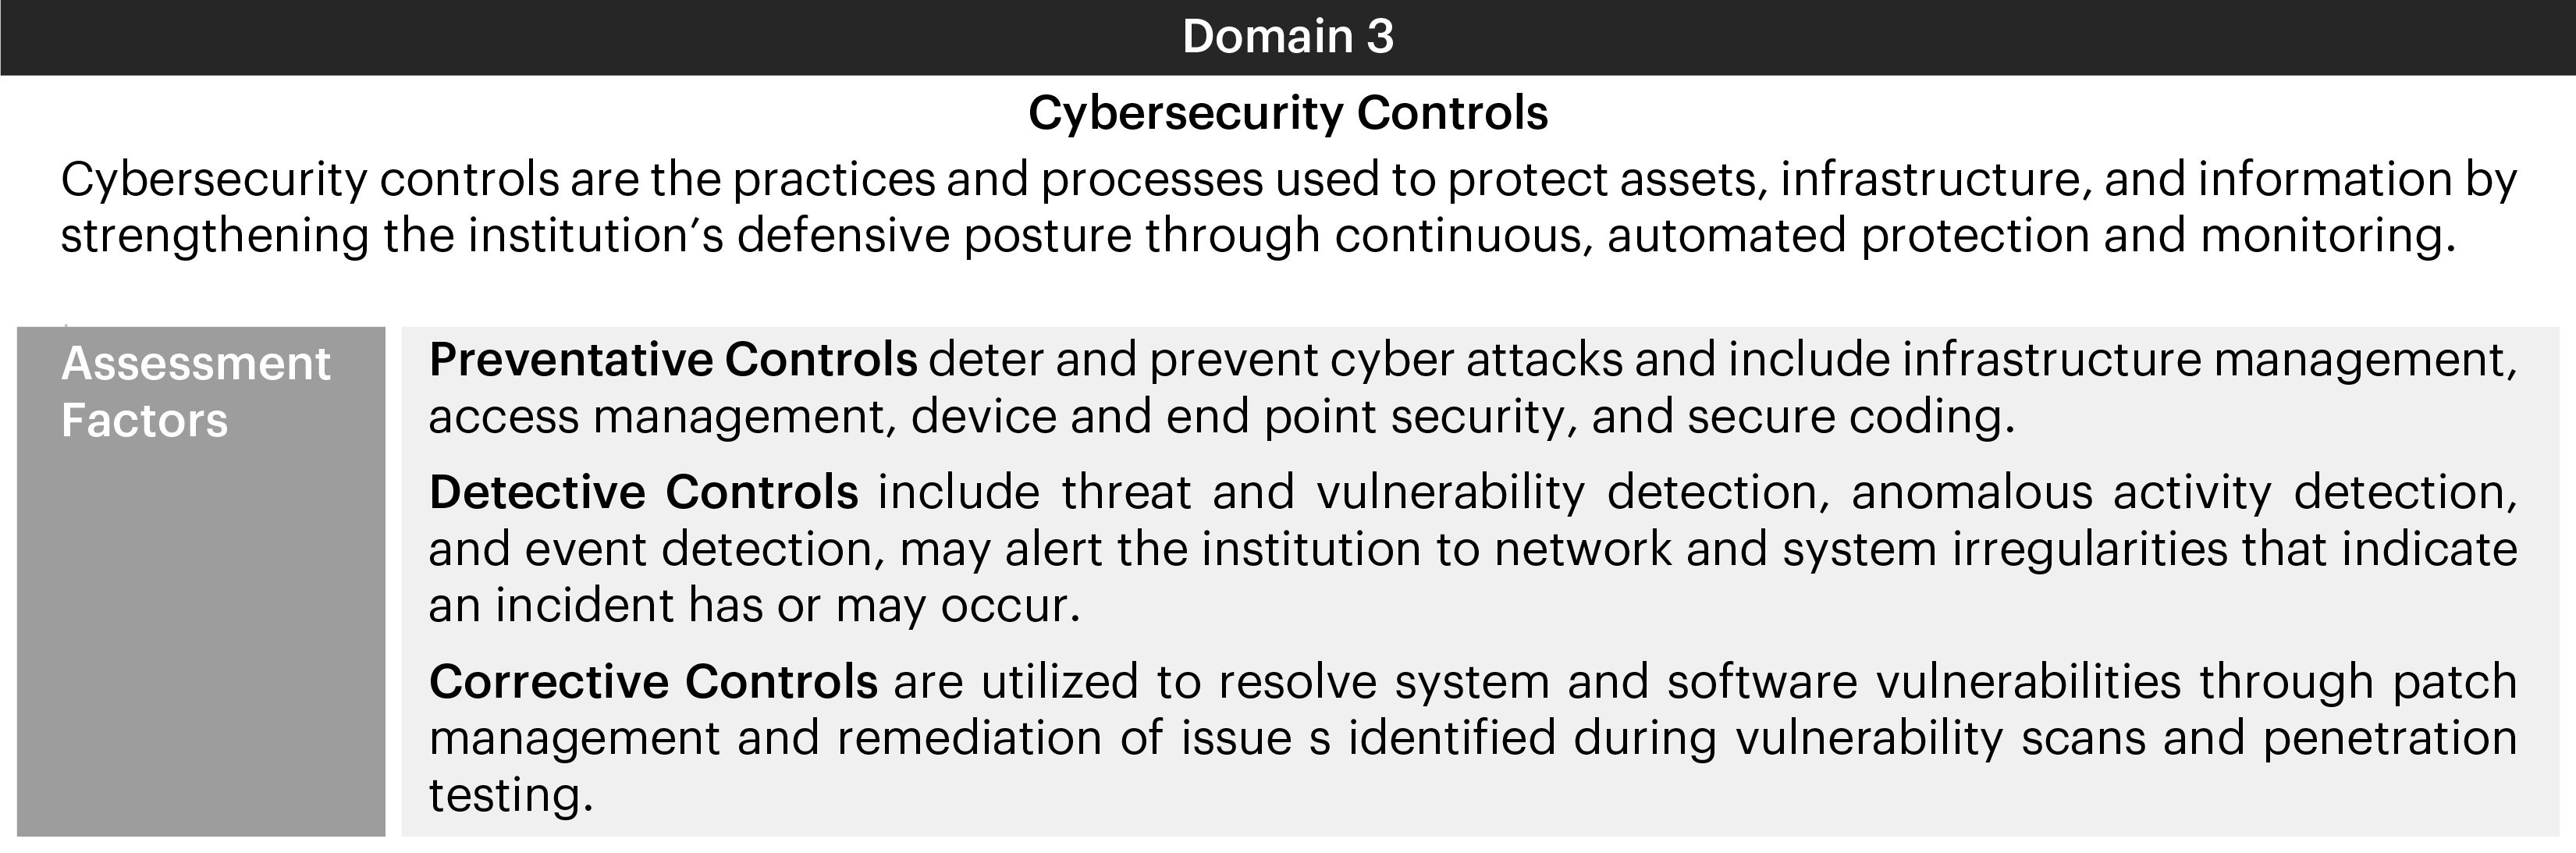 Domain 3
Cybersecurity Controls
Cybersecurity controls are the practices and processes used to protect assets, infrastructure, and information by
strengthening the institution’s defensive posture through continuous, automated protection and monitoring.
Assessment
Factors
Preventative Controls deter and prevent cyber attacks and include infrastructure management,
access management, device and end point security, and secure coding.
Detective Controls include threat and vulnerability detection, anomalous activity detection,
and event detection, may alert the institution to network and system irregularities that indicate
an incident has or may occur.
Corrective Controls are utilized to resolve system and software vulnerabilities through patch
management and remediation of issue s identified during vulnerability scans and penetration
testing.